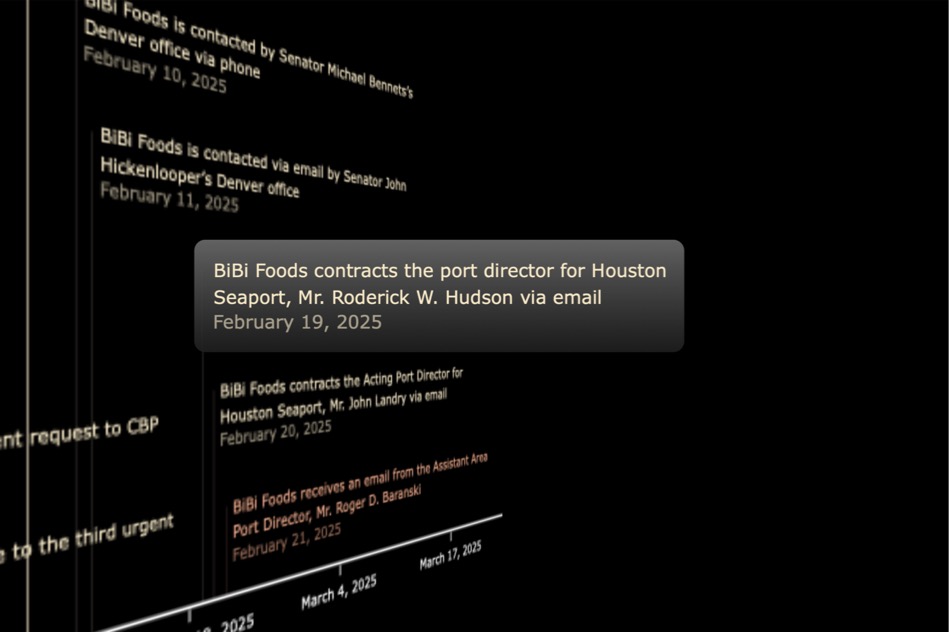 BiBi Foods is contacted by Senator Michael Bennets's
Denver office via phone
February 10, 2025
BiBi Foods is contacted via email by Senator John
Hickenlooper's Denver office
February 11, 2025
BiBi Foods contracts the port director for Houston
Seaport, Mr. Roderick W. Hudson via email
February 19, 2025
BiBi Foods contracts the Acting Port Director for
Houston Seaport, Mr. John Landry via email
February 20, 2025
request to CBP
BiBi Foods receives an email from the Assistant Area
Port Director, Mr. Roger D. Baranski
February 21, 2025
to the third urgent
March 17, 2025
March 4, 2025
2025